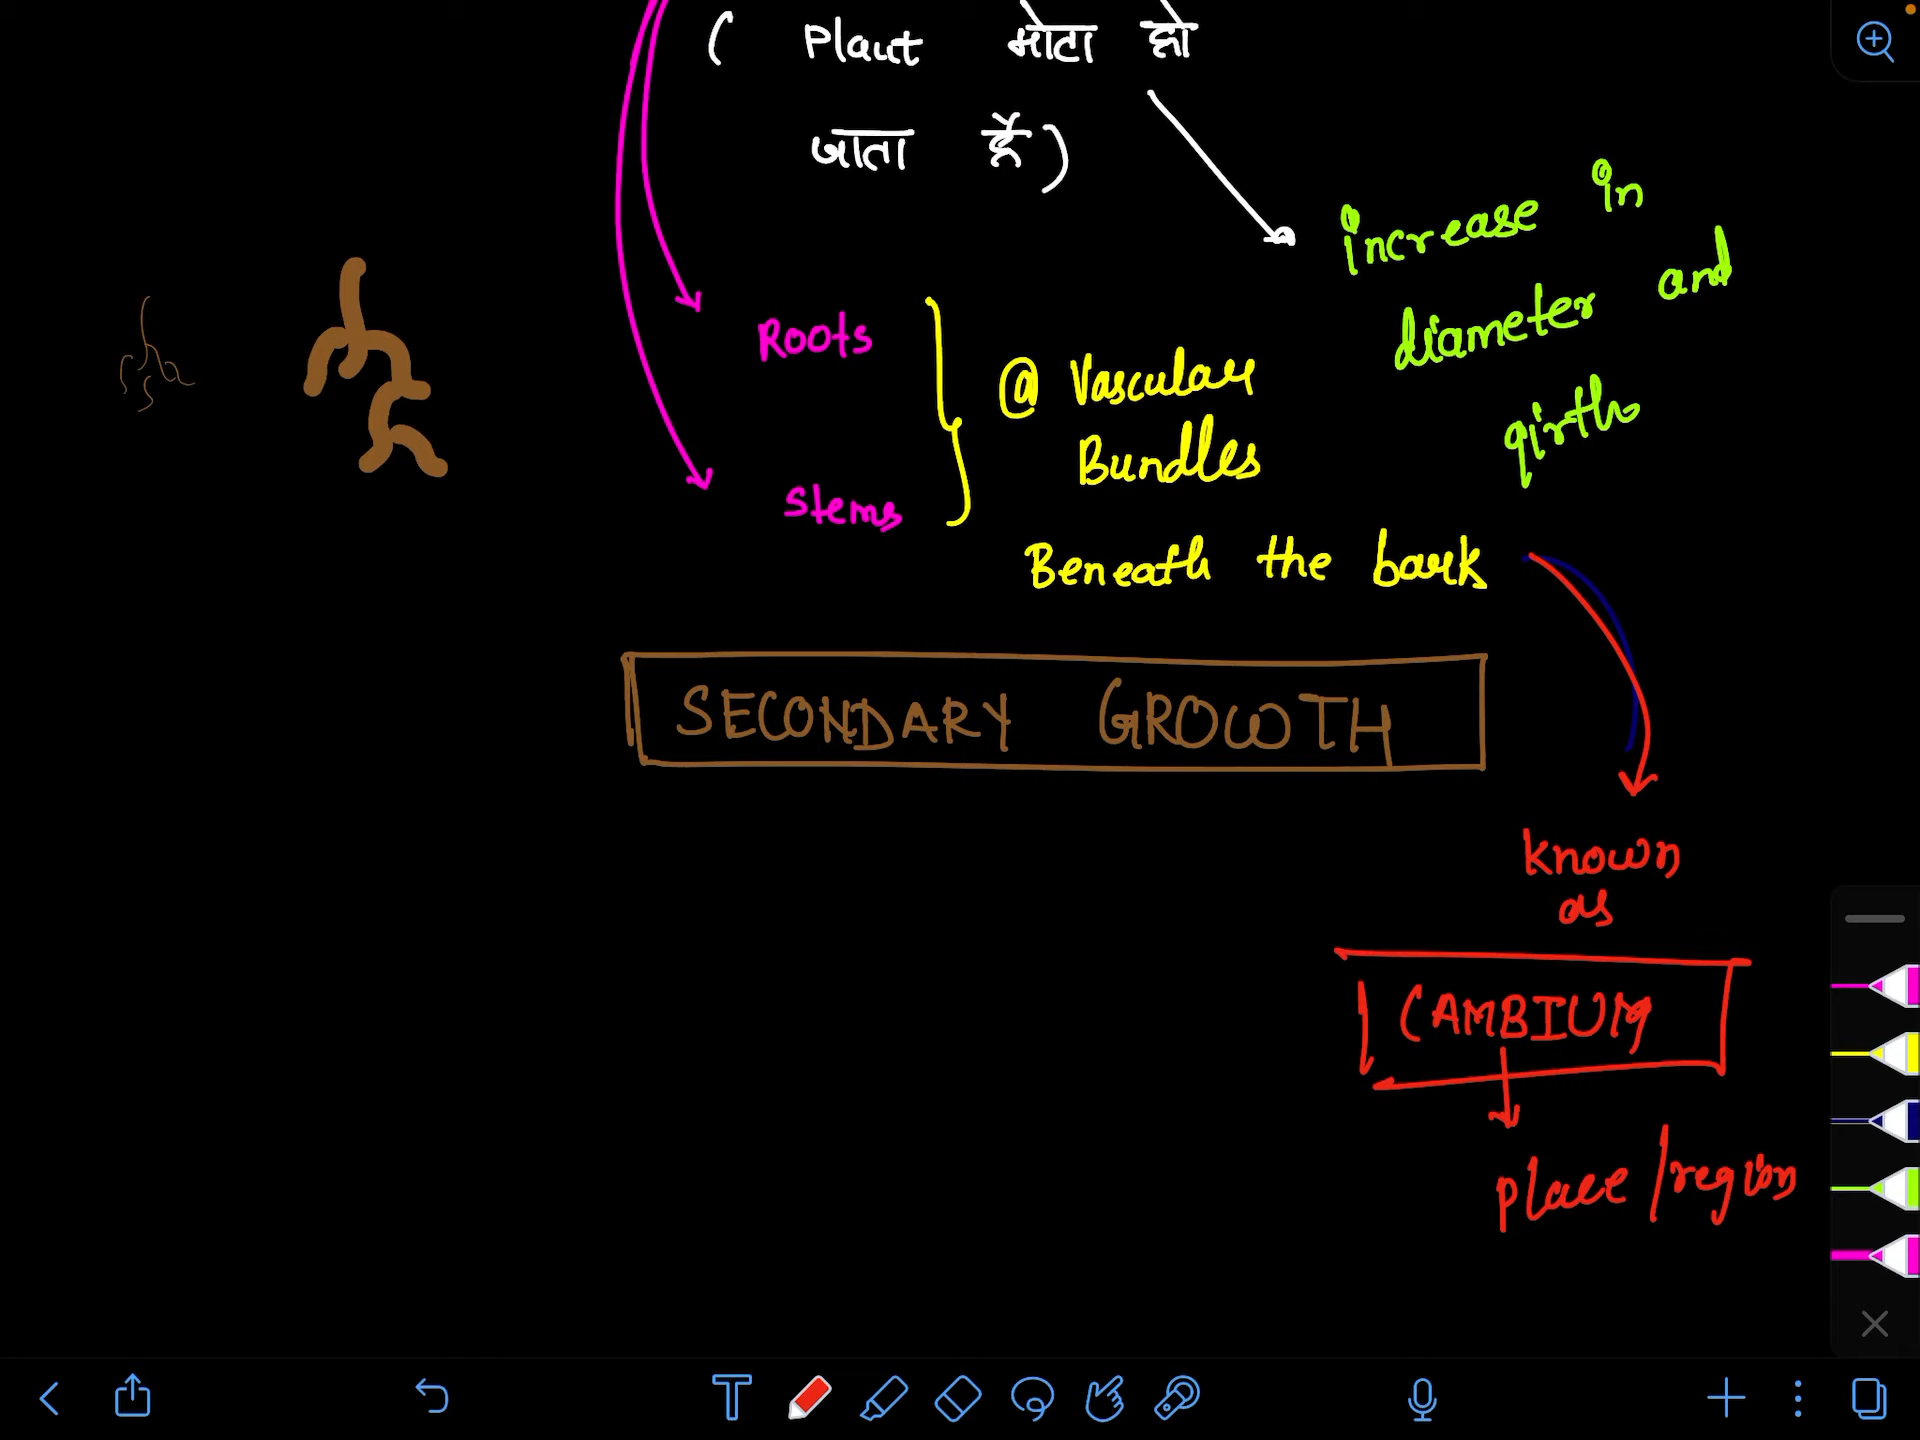 ( Plant मोटा हो
जाता है)
increase in
diameter and
girth
Roots
Stems
@ Vascular
Bundles
Beneath the bark
SECONDARY GROWTH
known
as
CAMBIUM
place/region